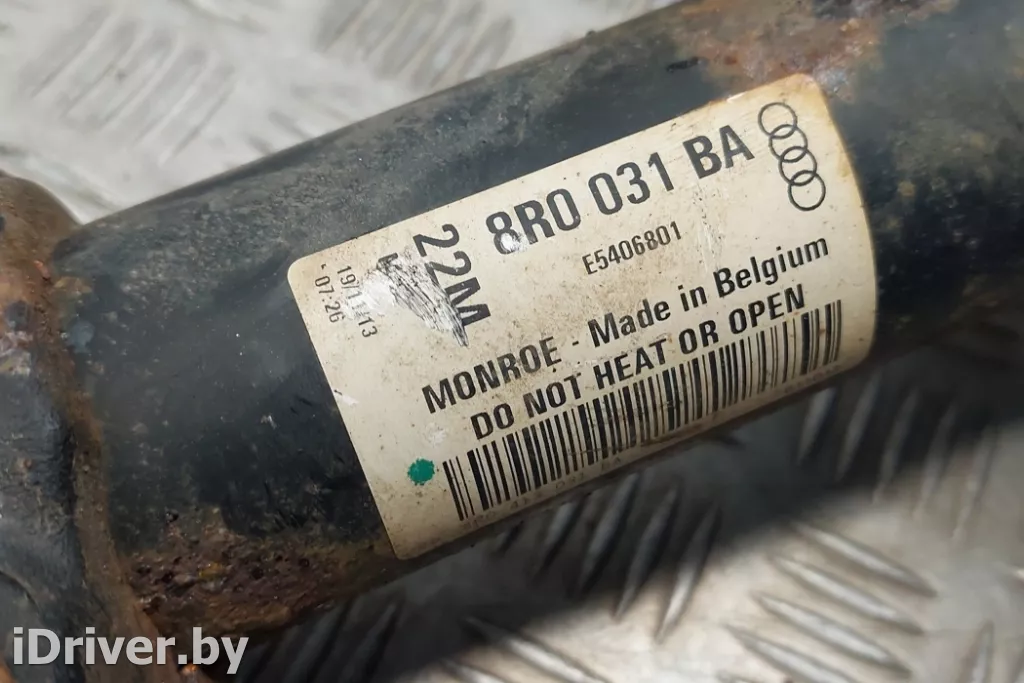 8R0 031 BA
22M
E5406801
19/11/13
07:26
MONROE - Made in Belgium
DO NOT HEAT OR OPEN
iDriver.by